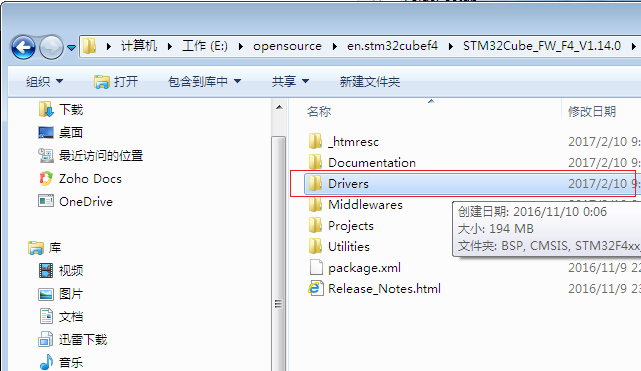 计算机 工作 (E:) opensource en.stm32cubef4 STM32Cube_FW_F4_V1.14.0
组织 打开 包含到库中 共享 新建文件夹
名称 修改日期
下载
桌面
最近访问的位置
Zoho Docs
OneDrive
库
视频
图片
文档
迅雷下载
音乐
_htmresc 2017/2/10 9:
Documentation 2017/2/10 9:
Drivers 2017/2/10 9:
Middlewares
Projects
Utilities
package.xml 2016/11/9 22
Release_Notes.html 2016/11/9 23
创建日期: 2016/11/10 0:06
大小: 194 MB
文件夹: BSP, CMSIS, STM32F4xx_